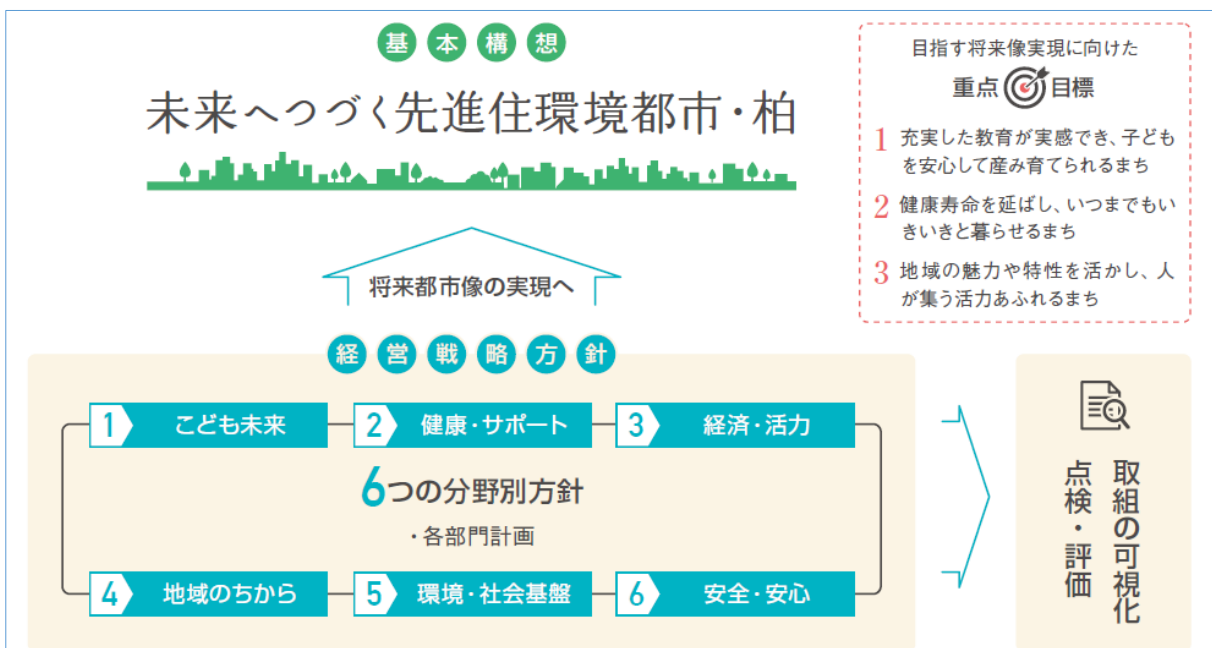 基本構想
未来へつづく先進住環境都市・柏
目指す将来像実現に向けた
重点目標
1 充実した教育が実感でき、子ども
を安心して産み育てられるまち
2 健康寿命を延ばし、いつまでもい
きいきと暮らせるまち
3 地域の魅力や特性を活かし、人
が集う活力あふれるまち
将来都市像の実現へ
経営戦略方針
1 こども未来
2 健康・サポート
3 経済・活力
6つの分野別方針
・各部門計画
4 地域のちから
5 環境・社会基盤
6 安全・安心
取組の可視化
点検・評価